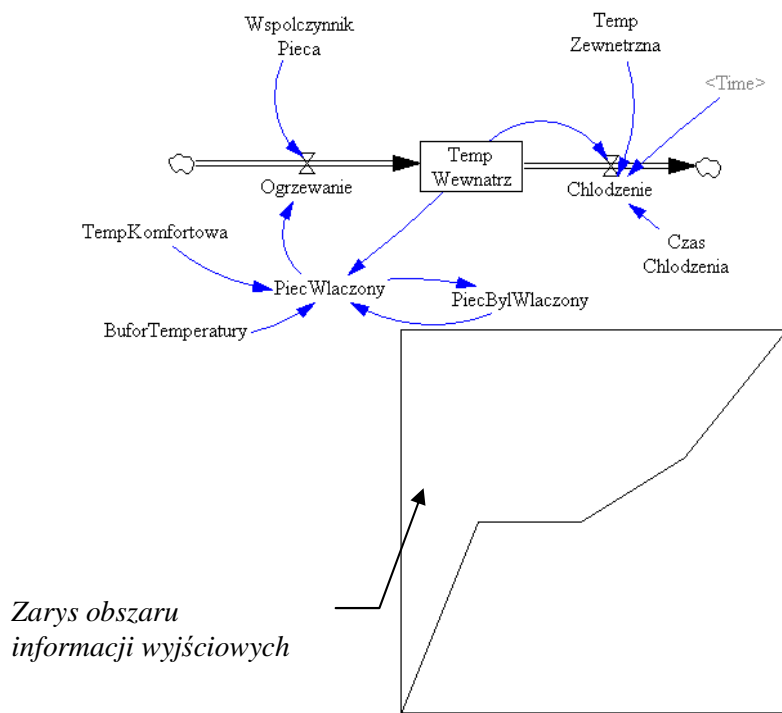 Wspolczynnik
Pieca
Temp
Zewnetrzna
<Time>
Temp
Wewnatrz
Ogrzewanie
Chlodzenie
TempKomfortowa
Czas
Chlodzenia
PiecWlaczony
PiecBylWlaczony
BuforTemperatury
Zarys obszaru
informacji wyjściowych